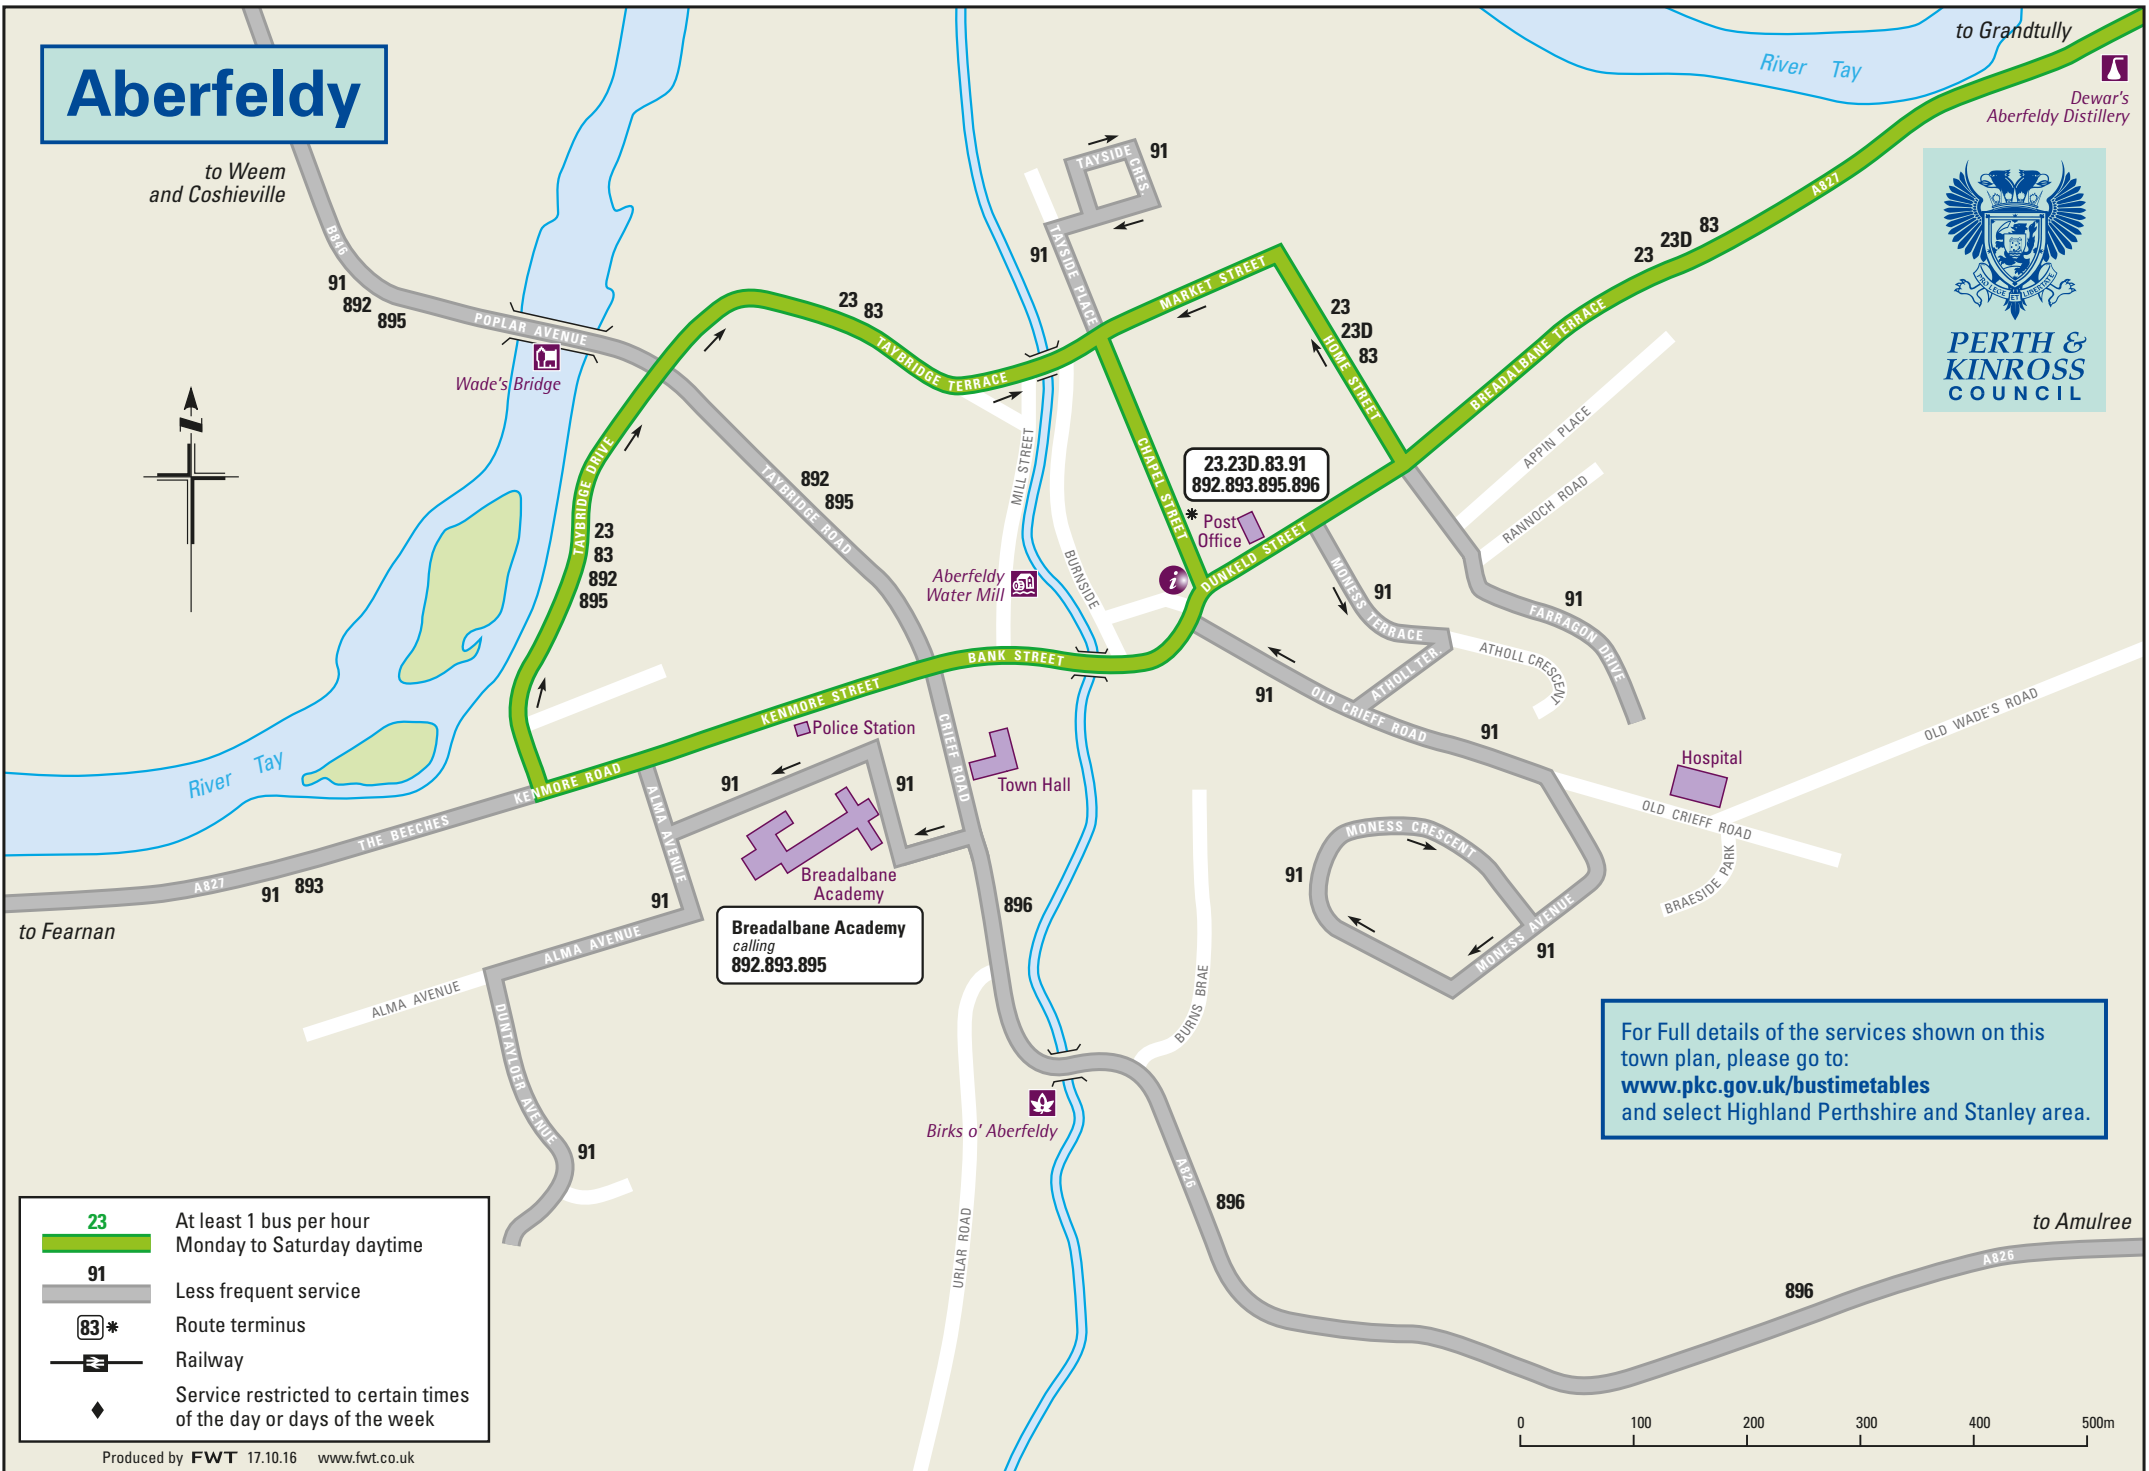 Aberfeldy
to Grandtully
River Tay
Dewar's
Aberfeldy Distillery
to Weem
and Coshieville
B846
91
892
895
POPLAR AVENUE
Wade's Bridge
N
TAYSIDE
CRES.
91
91
TAYSIDE PLACE
MARKET STREET
23
83
TAYBRIDGE TERRACE
23
23D
83
HOME STREET
23
23D
83
A827
BREADALBANE TERRACE
PRO LEGE ET LIBERTATE
PERTH &
KINROSS
COUNCIL
APPIN PLACE
RANNOCH ROAD
TAYBRIDGE DRIVE
23
83
892
895
TAYBRIDGE ROAD
892
895
MILL STREET
BURNSIDE
CHAPEL STREET
23.23D.83.91
892.893.895.896
*
Post
Office
i
DUNKELD STREET
Aberfeldy
Water Mill
MONESS TERRACE
91
91
FARRAGON DRIVE
ATHOLL CRESCENT
ATHOLL TER.
BANK STREET
KENMORE STREET
91
OLD CRIEFF ROAD
91
OLD WADE'S ROAD
Hospital
OLD CRIEFF ROAD
BRAESIDE PARK
Police Station
CRIEFF ROAD
Town Hall
River Tay
KENMORE ROAD
THE BEECHES
A827
91 893
to Fearnan
ALMA AVENUE
91
91
Breadalbane
Academy
91
ALMA AVENUE
ALMA AVENUE
Breadalbane Academy
calling
892.893.895
896
MONESS CRESCENT
91
MONESS AVENUE
91
BURNS BRAE
DUNTAYLOER AVENUE
91
Birks o' Aberfeldy
URLAR ROAD
A826
896
For Full details of the services shown on this
town plan, please go to:
www.pkc.gov.uk/bustimetables
and select Highland Perthshire and Stanley area.
to Amulree
A826
896
23
At least 1 bus per hour
Monday to Saturday daytime
91
Less frequent service
83 *
Route terminus
Railway
Service restricted to certain times
of the day or days of the week
Produced by FWT 17.10.16 www.fwt.co.uk
0 100 200 300 400 500m